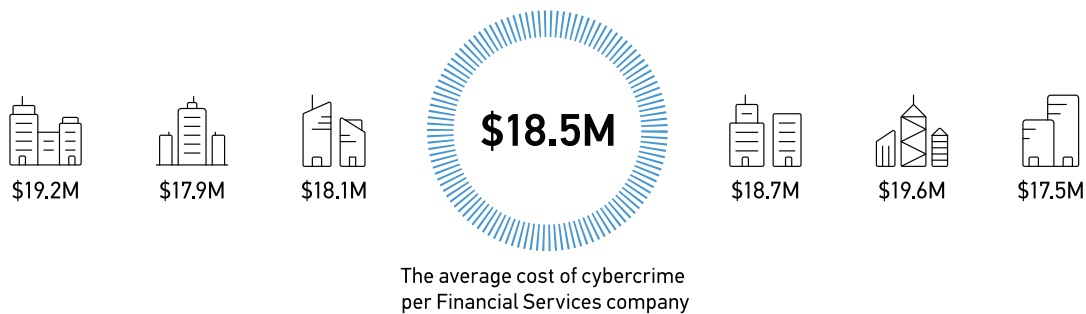 $18.5M
$19.2M
$17.9M
$18.1M
$18.7M
$19.6M
$17.5M
The average cost of cybercrime
per Financial Services company